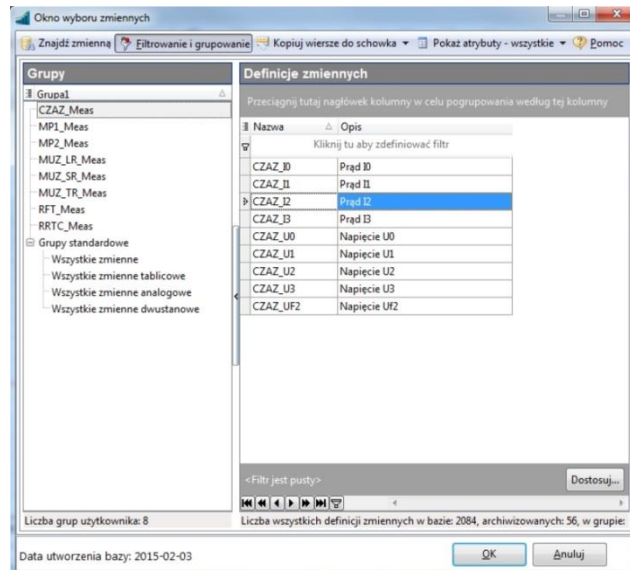 Okno wyboru zmiennych
Znajdź zmienną Filtrowanie i grupowanie Kopiuj wiersze do schowka Pokaż atrybuty - wszystkie Pomoc
Grupy
Grupa1
CZAZ_Meas
MP1_Meas
MP2_Meas
MUZ_LR_Meas
MUZ_SR_Meas
MUZ_TR_Meas
RFT_Meas
RRTC_Meas
Grupy standardowe
Wszystkie zmienne
Wszystkie zmienne tablicowe
Wszystkie zmienne analogowe
Wszystkie zmienne dwustanowe
Liczba grup użytkownika: 8
Definicje zmiennych
Przeciągnij tutaj nagłówek kolumny w celu pogrupowania według tej kolumny
Nazwa Opis
Kliknij tu aby zdefiniować filtr
CZAZ_I0 Prąd I0
CZAZ_I1 Prąd I1
CZAZ_I2 Prąd I2
CZAZ_I3 Prąd I3
CZAZ_U0 Napięcie U0
CZAZ_U1 Napięcie U1
CZAZ_U2 Napięcie U2
CZAZ_U3 Napięcie U3
CZAZ_UF2 Napięcie Uf2
<Filtr jest pusty> Dostosuj...
Liczba wszystkich definicji zmiennych w bazie: 2084, archiwizowanych: 56, w grupie:
Data utworzenia bazy: 2015-02-03
OK Anuluj